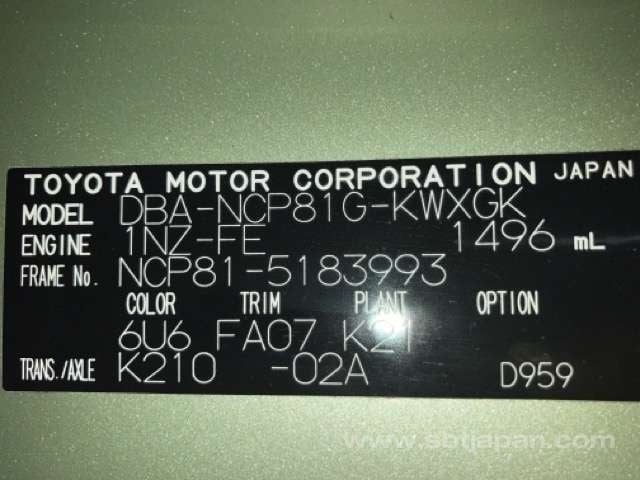 TOYOTA MOTOR CORPORATION JAPAN
MODEL DBA-NCP81G-KWXGK
ENGINE 1NZ-FE 1496 mL
FRAME No. NCP81-5183993
COLOR TRIM PLANT OPTION
6U6 FA07 K21
TRANS./AXLE K210 -02A D959
www.sbtjapan.com